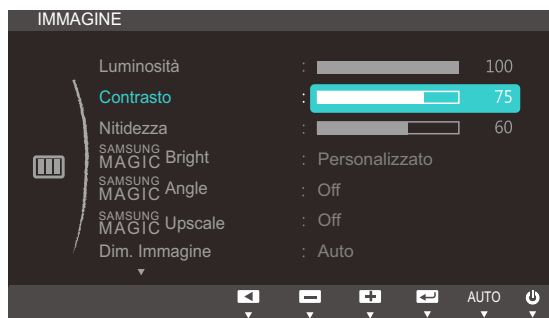 IMMAGINE
Luminosità : 100
Contrasto : 75
Nitidezza : 60
SAMSUNG MAGIC Bright : Personalizzato
SAMSUNG MAGIC Angle : Off
SAMSUNG MAGIC Upscale : Off
Dim. Immagine : Auto
AUTO